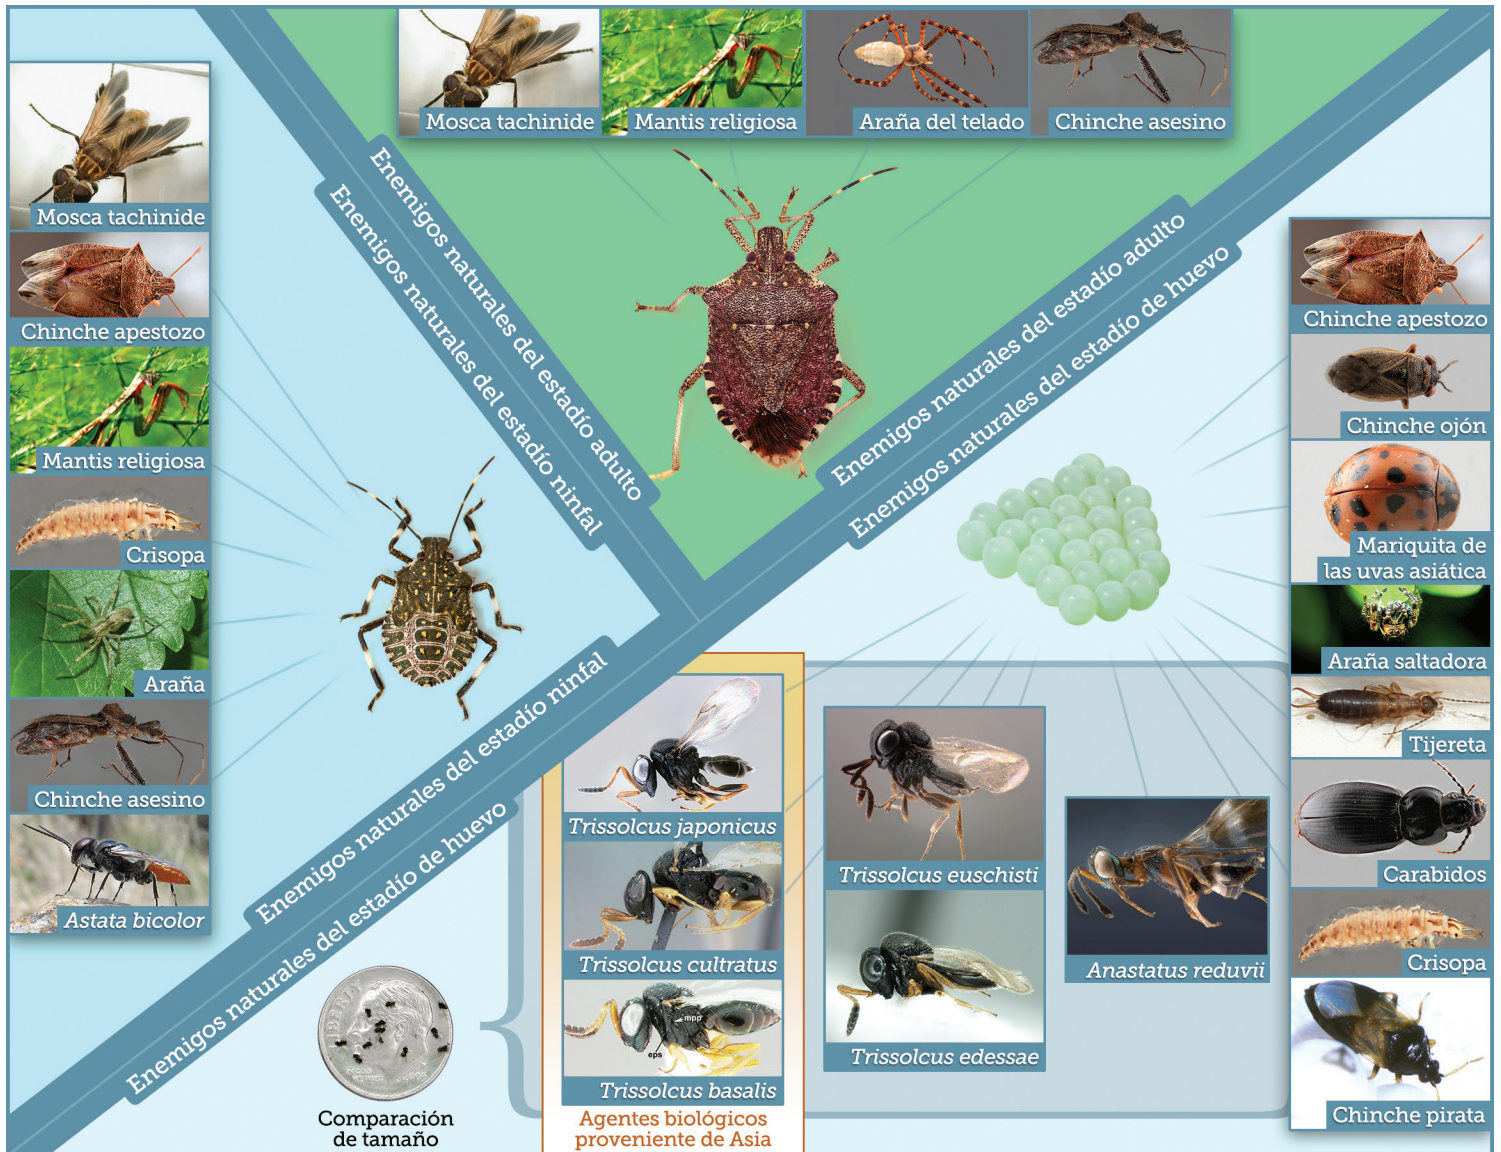 Mosca tachinide
Mantis religiosa
Araña del telado
Chinche asesino
Enemigos naturales del estadío adulto
Enemigos naturales del estadío ninfal
Mosca tachinide
Chinche apestozo
Mantis religiosa
Crisopa
Araña
Chinche asesino
Astata bicolor
Enemigos naturales del estadío adulto
Enemigos naturales del estadío de huevo
Chinche apestozo
Chinche ojón
Mariquita de
las uvas asiática
Araña saltadora
Tijereta
Carabidos
Crisopa
Chinche pirata
Enemigos naturales del estadío ninfal
Enemigos naturales del estadío de huevo
Trissolcus japonicus
Trissolcus cultratus
mpp
eps
Trissolcus basalis
Agentes biológicos
proveniente de Asia
Trissolcus euschisti
Trissolcus edessae
Anastatus reduvii
Comparación
de tamaño